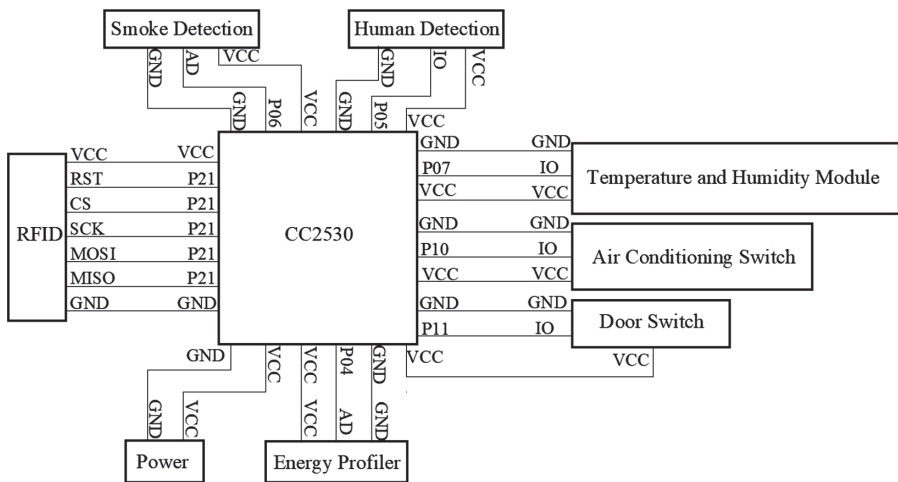 Smoke Detection
Human Detection
GND
AD
VCC
GND
IO
VCC
GND
P06
VCC
GND
P05
VCC
RFID
VCC VCC
RST P21
CS P21
SCK P21
MOSI P21
MISO P21
GND GND
CC2530
GND GND
P07 IO
VCC VCC
Temperature and Humidity Module
GND GND
P10 IO
VCC VCC
Air Conditioning Switch
GND GND
P11 IO
VCC VCC
Door Switch
GND
VCC
VCC
P04
GND
GND
VCC
VCC
AD
GND
Power
Energy Profiler